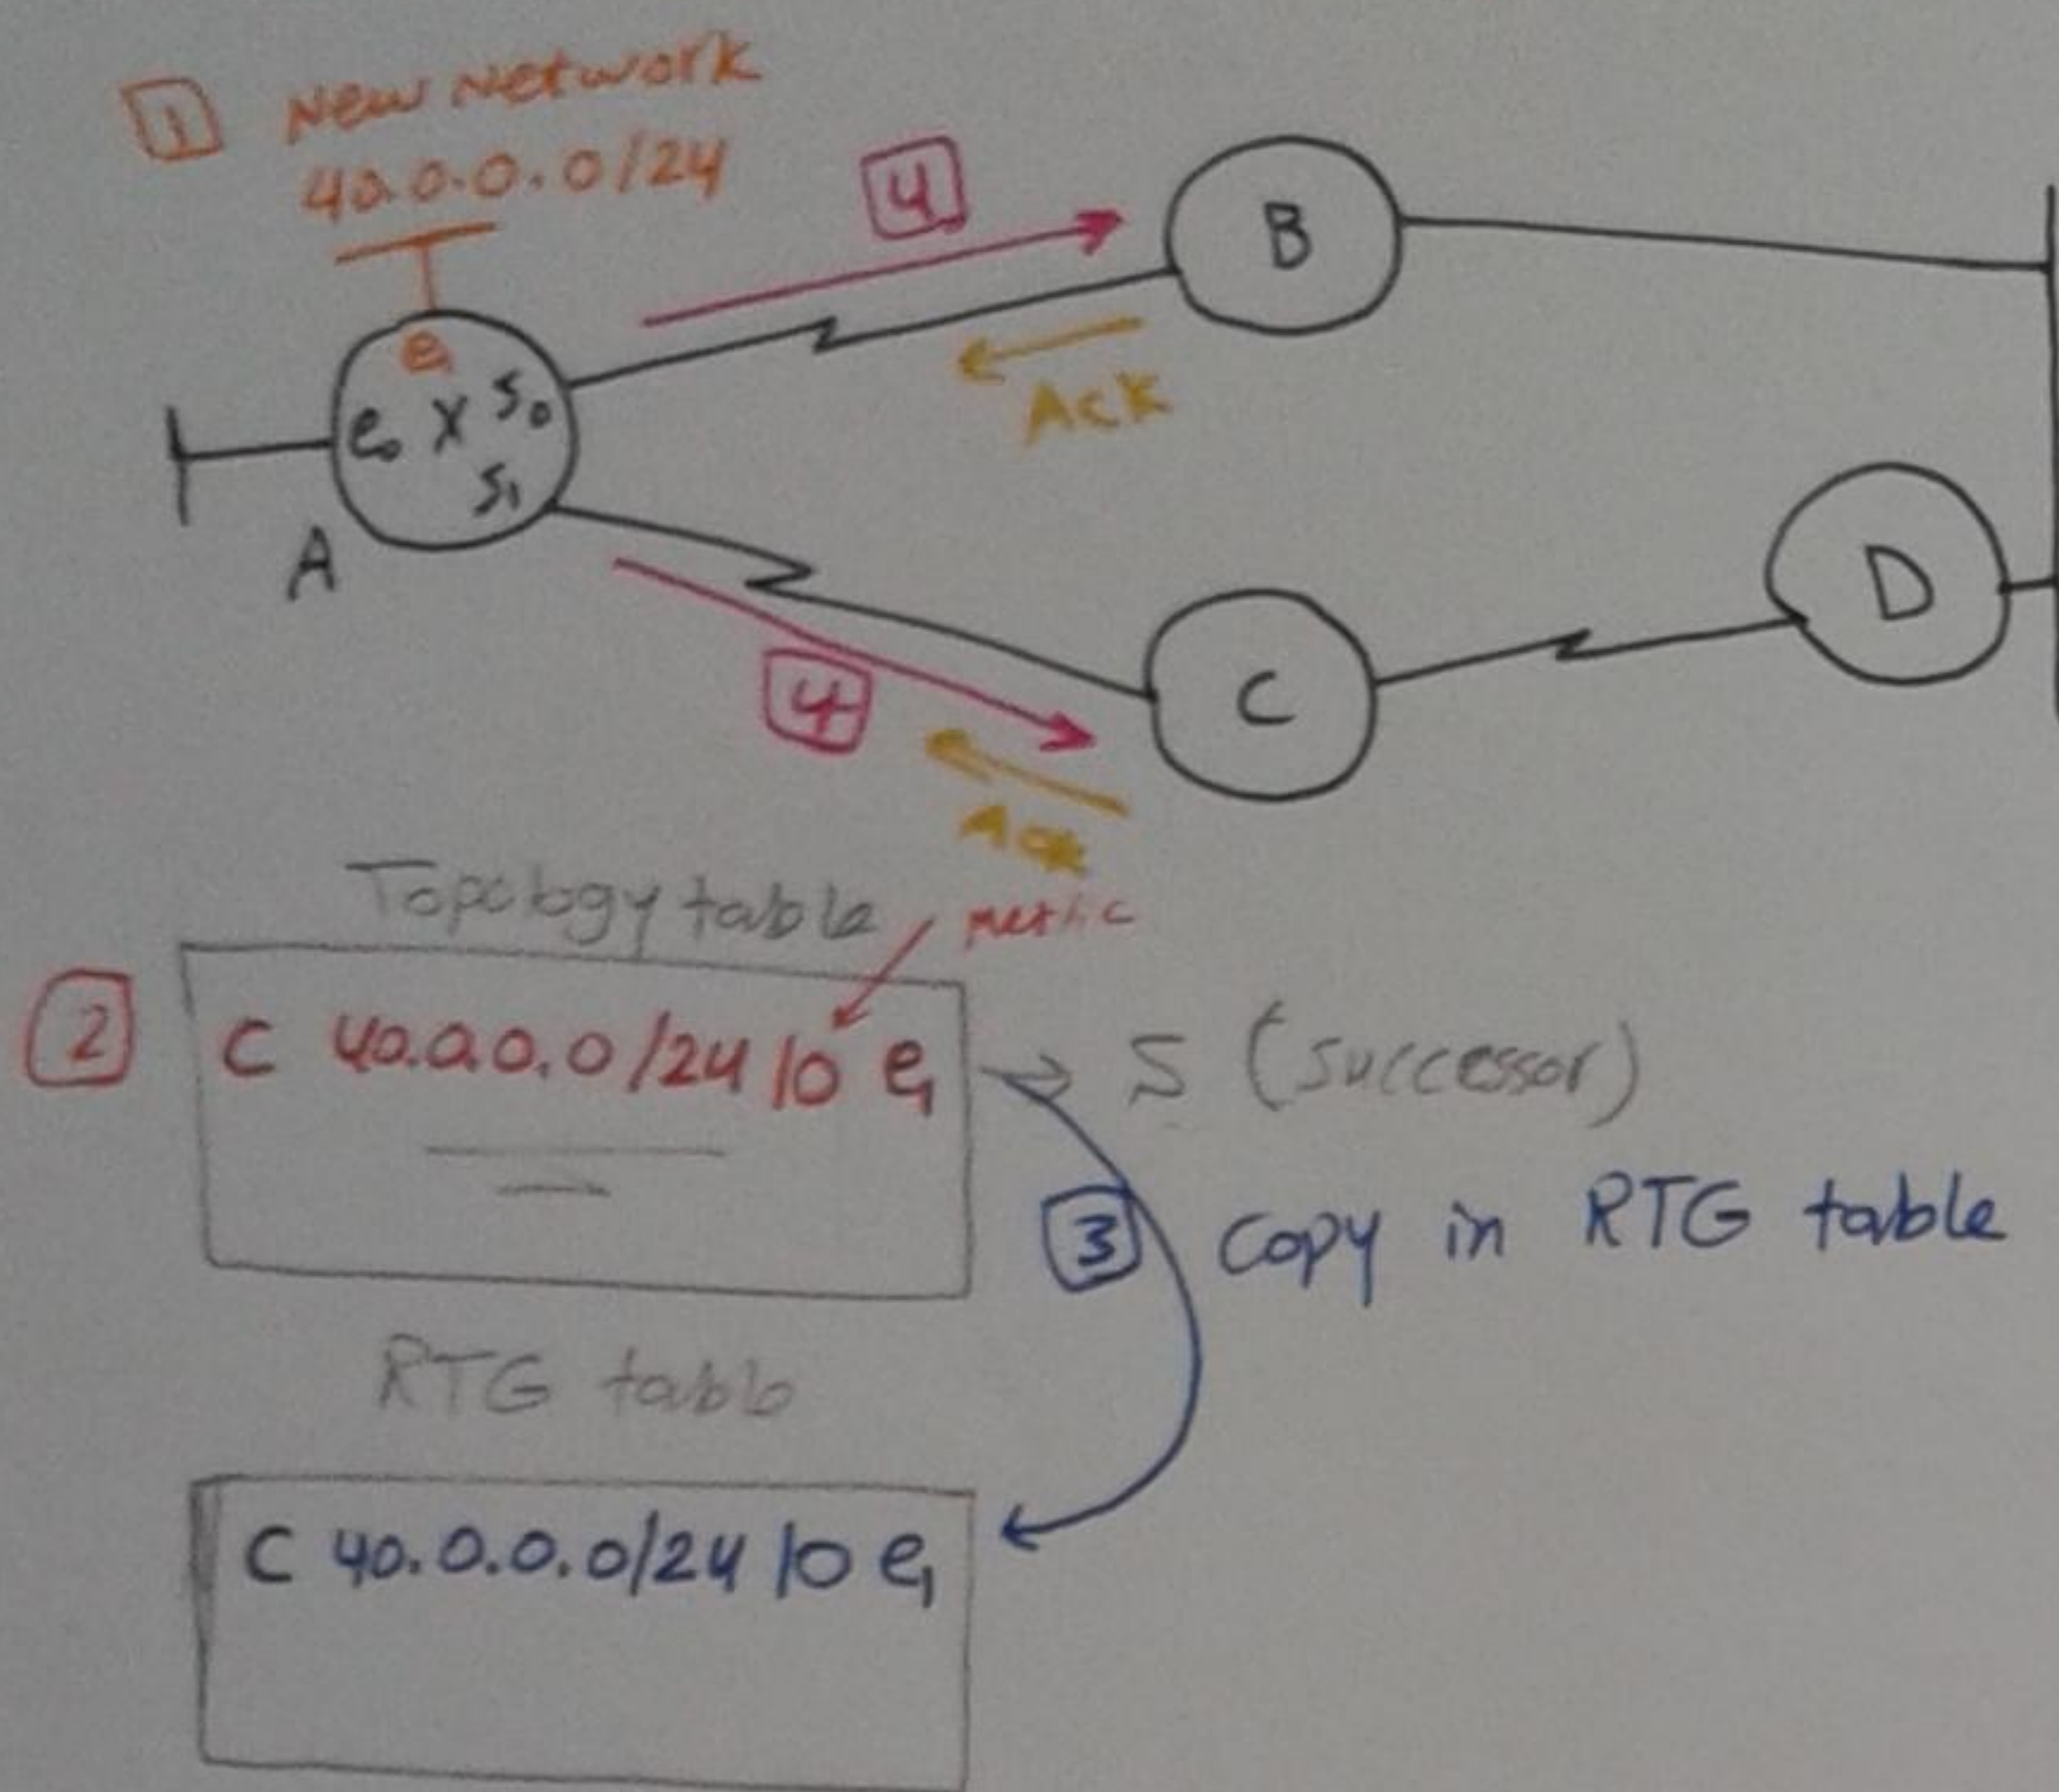 1 New Network
40.0.0.0/24
4
B
e₁
e₀ X S₀
S₁
A
Ack
D
4
C
Ack
Topology table
metric
2 C 40.0.0.0/24 10 e₁
S (Successor)
3 Copy in RTG table
RTG table
C 40.0.0.0/24 10 e₁